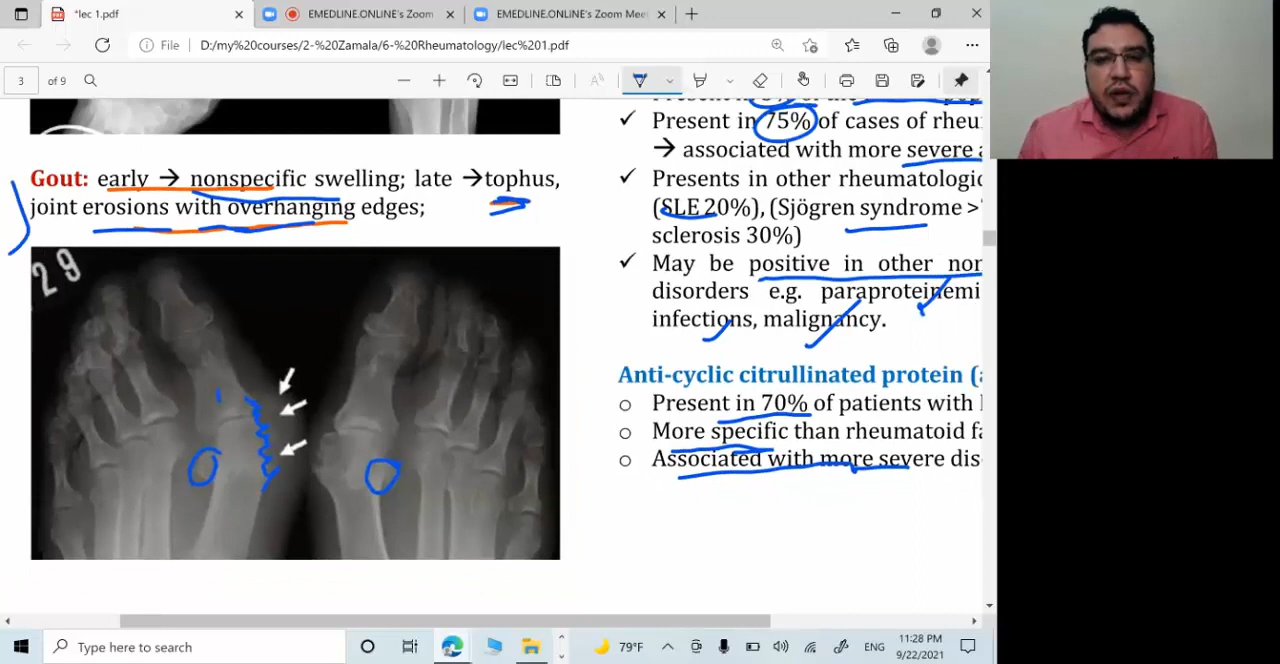 *lec 1.pdf
EMEDLINE.ONLiNE's Zoom
EMEDLINE.ONLiNE's Zoom Mee
File D:/my%20courses/2-%20Zamala/6-%20Rheumatology/lec%201.pdf
3 of 9
Gout: early → nonspecific swelling; late → tophus,
joint erosions with overhanging edges;
29
Present in
of the
✓ Present in 75% of cases of rheu
→ associated with more severe a
✓ Presents in other rheumatologic
(SLE 20%), (Sjögren syndrome >
sclerosis 30%)
✓ May be positive in other non
disorders e.g. paraproteinemi
infections, malignancy.
Anti-cyclic citrullinated protein (a
o Present in 70% of patients with
o More specific than rheumatoid fa
o Associated with more severe dis
Type here to search
79°F
ENG
11:28 PM
9/22/2021